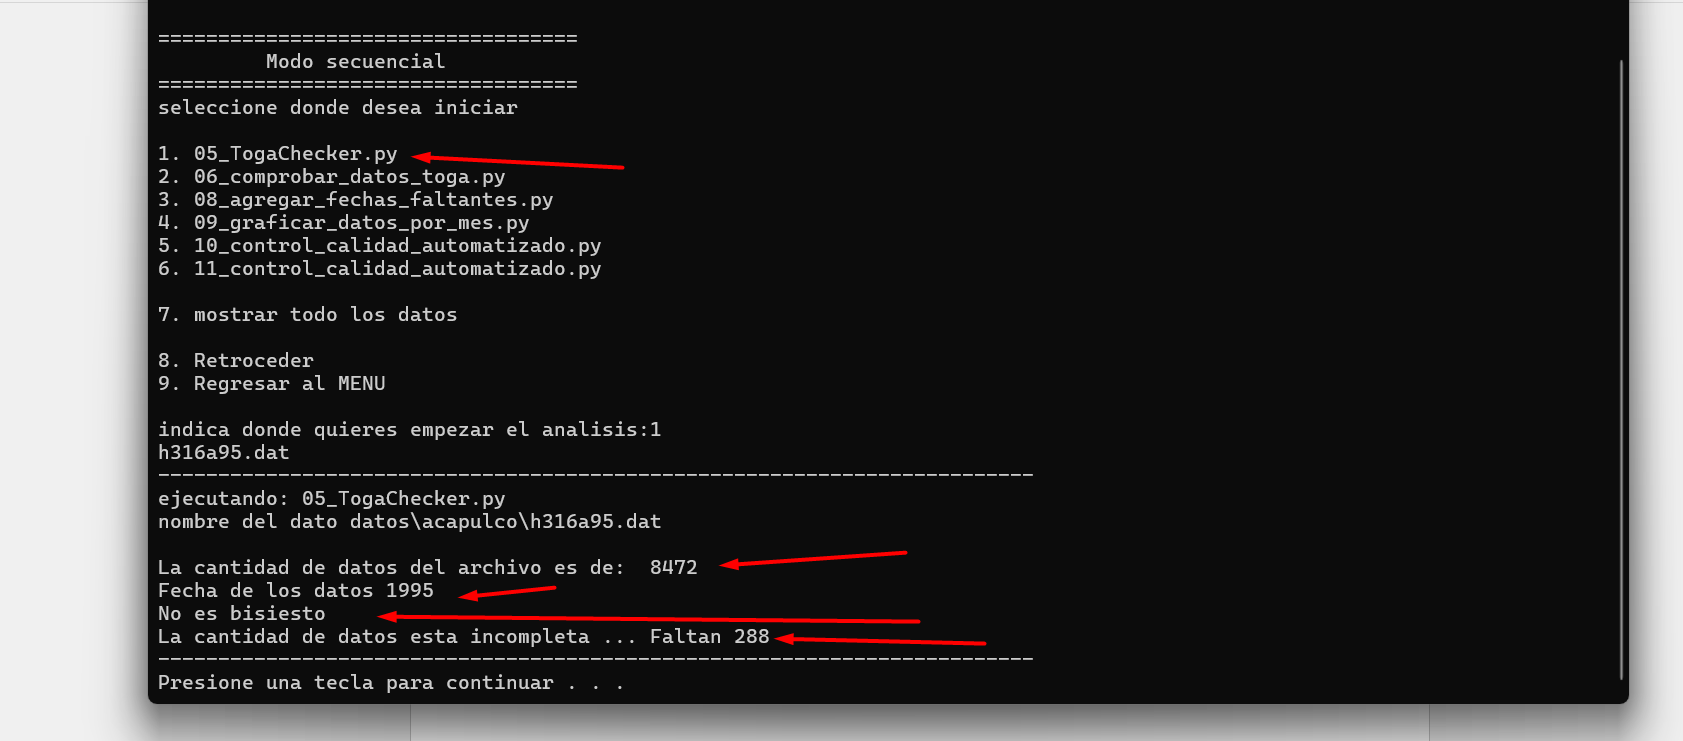 ===================================
Modo secuencial
===================================
seleccione donde desea iniciar
1. 05_TogaChecker.py
2. 06_comprobar_datos_toga.py
3. 08_agregar_fechas_faltantes.py
4. 09_graficar_datos_por_mes.py
5. 10_control_calidad_automatizado.py
6. 11_control_calidad_automatizado.py
7. mostrar todo los datos
8. Retroceder
9. Regresar al MENU
indica donde quieres empezar el analisis:1
h316a95.dat
-------------------------------------------------------------------------
ejecutando: 05_TogaChecker.py
nombre del dato datos\acapulco\h316a95.dat
La cantidad de datos del archivo es de:  8472
Fecha de los datos 1995
No es bisiesto
La cantidad de datos esta incompleta ... Faltan 288
-------------------------------------------------------------------------
Presione una tecla para continuar . . .